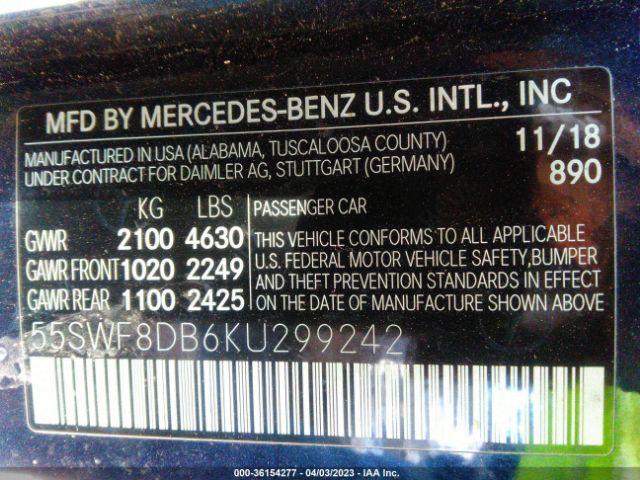 MFD BY MERCEDES-BENZ U.S. INTL., INC
MANUFACTURED IN USA (ALABAMA, TUSCALOOSA COUNTY) 11/18
UNDER CONTRACT FOR DAIMLER AG, STUTTGART (GERMANY) 890
KG LBS PASSENGER CAR
GVWR 2100 4630 THIS VEHICLE CONFORMS TO ALL APPLICABLE
GAWR FRONT 1020 2249 U.S. FEDERAL MOTOR VEHICLE SAFETY, BUMPER
GAWR REAR 1100 2425 AND THEFT PREVENTION STANDARDS IN EFFECT
ON THE DATE OF MANUFACTURE SHOWN ABOVE.
55SWF8DB6KU299242
000-36154277 - 04/03/2023 - IAA Inc.